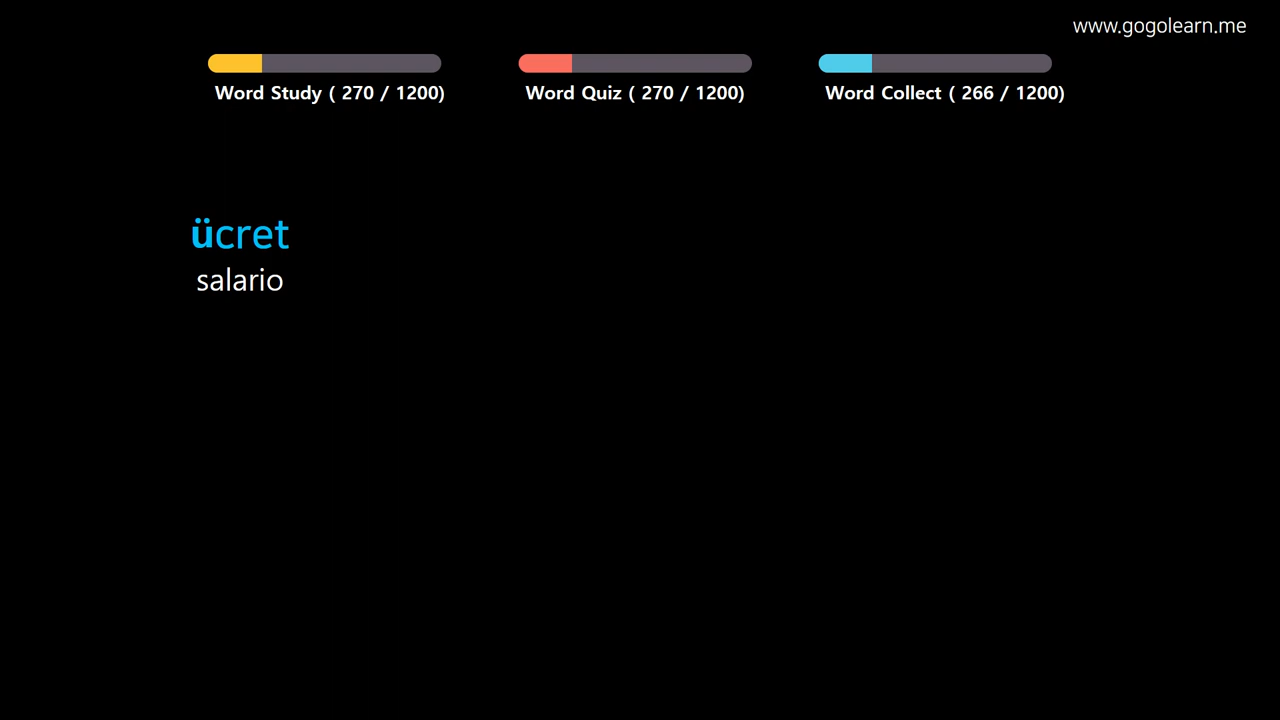 www.gogolearn.me
Word Study ( 270 / 1200)
Word Quiz ( 270 / 1200)
Word Collect ( 266 / 1200)
ücret
salario